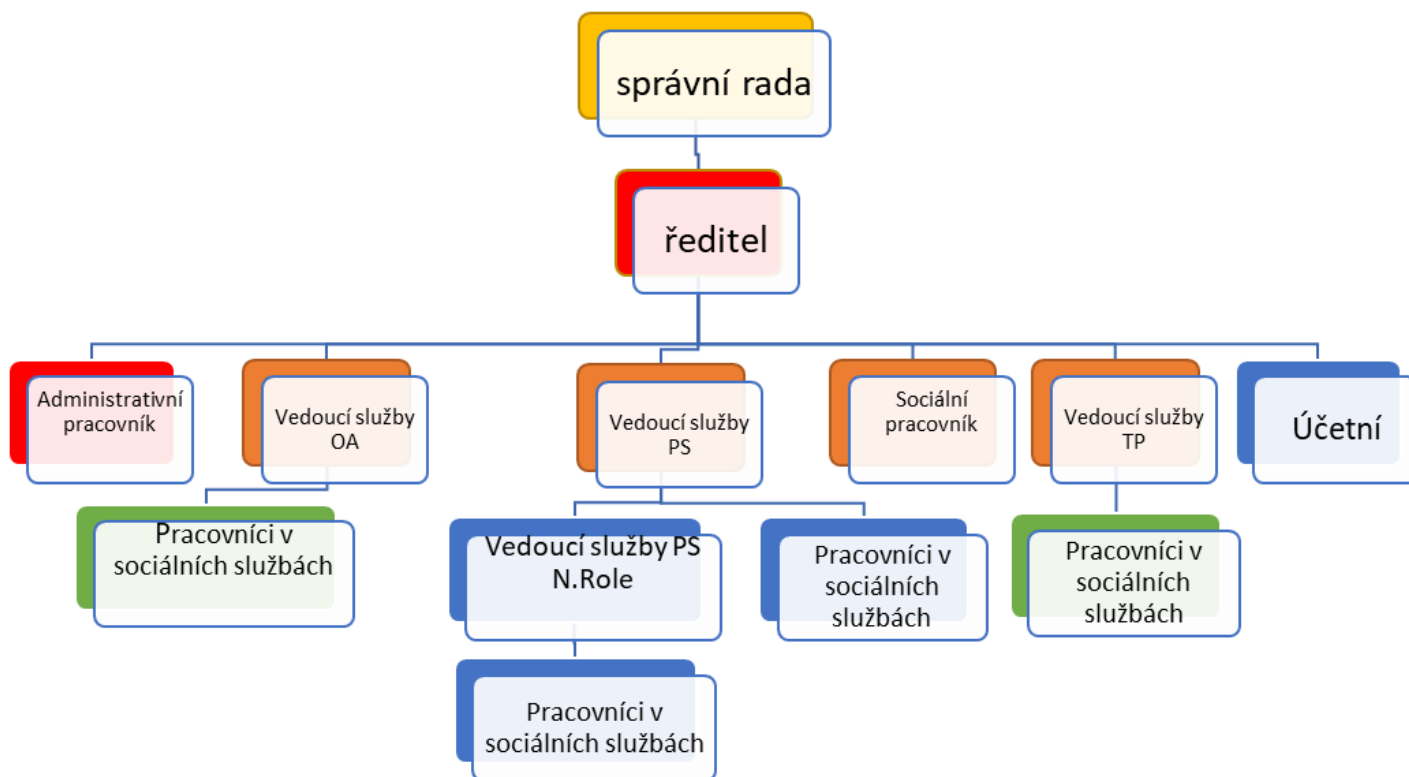 správní rada
ředitel
Administrativní
pracovník
Vedoucí služby
OA
Vedoucí služby
PS
Sociální
pracovník
Vedoucí služby
TP
Účetní
Pracovníci v
sociálních službách
Vedoucí služby PS
N.Role
Pracovníci v
sociálních
službách
Pracovníci v
sociálních
službách
Pracovníci v
sociálních službách